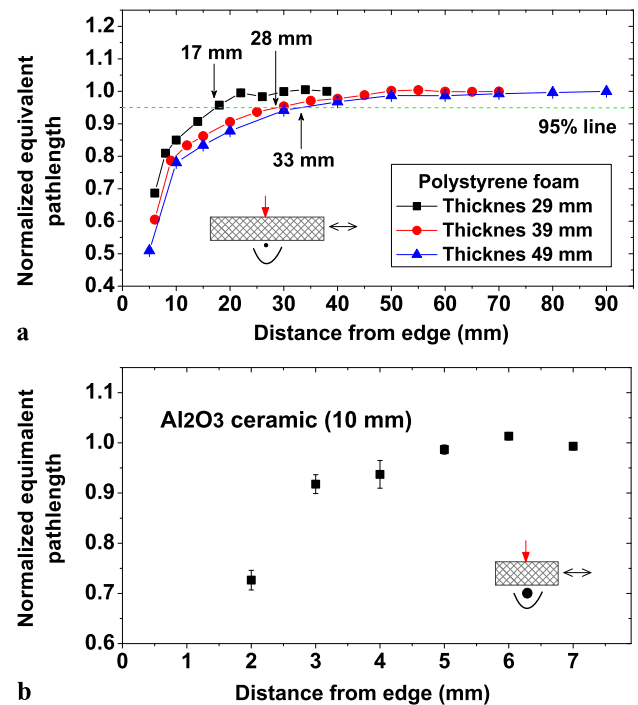 1.2
1.1
1.0
0.9
0.8
0.7
0.6
0.5
0.4
Normalized equivalent
pathlength
17 mm
28 mm
33 mm
95% line
Polystyrene foam
Thicknes 29 mm
Thicknes 39 mm
Thicknes 49 mm
0 10 20 30 40 50 60 70 80 90
Distance from edge (mm)
a
1.1
1.0
0.9
0.8
0.7
0.6
Normalized equimalent
pathlength
Al2O3 ceramic (10 mm)
0 1 2 3 4 5 6 7
Distance from edge (mm)
b